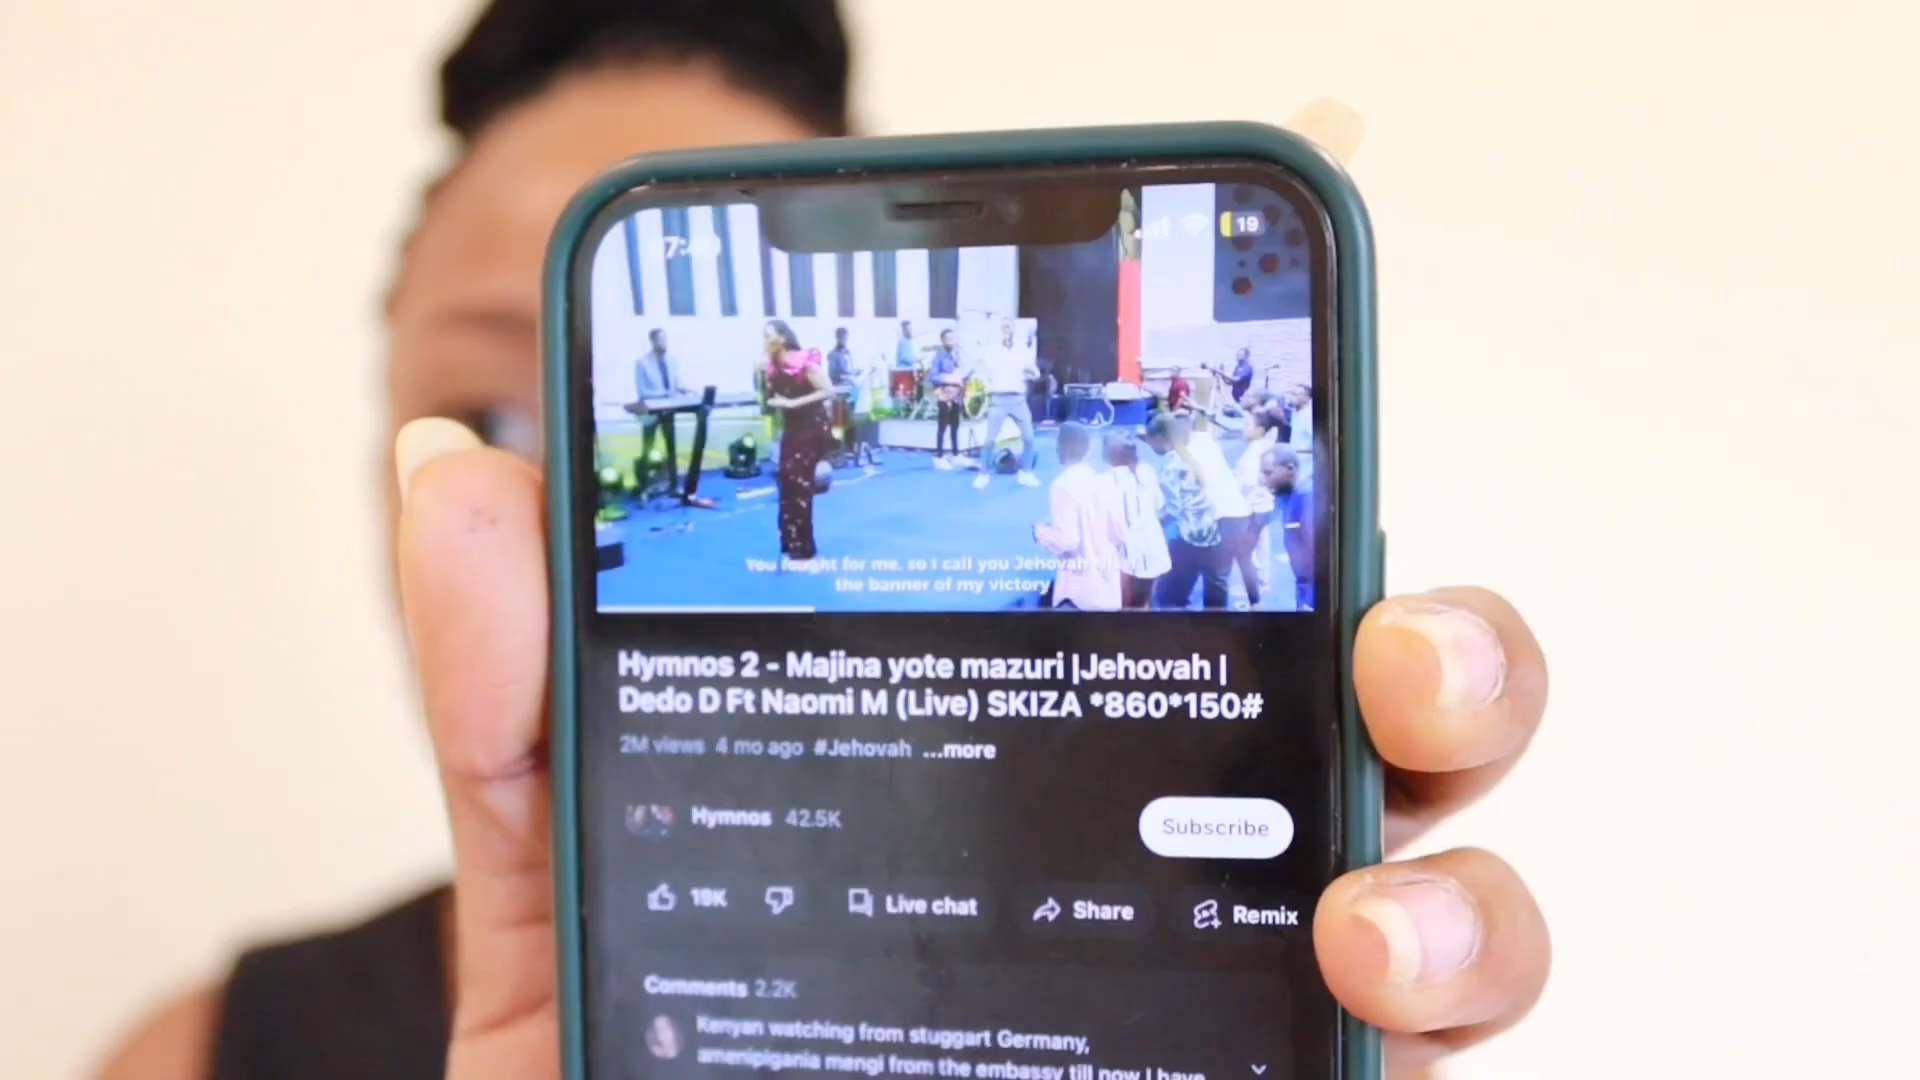 19
You fought for me, so I call you Jehovah
the banner of my victory
Hymnos 2 - Majina yote mazuri |Jehovah |
Dedo D Ft Naomi M (Live) SKIZA *860*150#
2M views 4 mo ago #Jehovah ...more
Hymnos 42.5K
Subscribe
19K
Live chat
Share
Remix
Comments 2.2K
Kenyan watching from stuggart Germany,
amenipigania mengi from the embassy till now I have